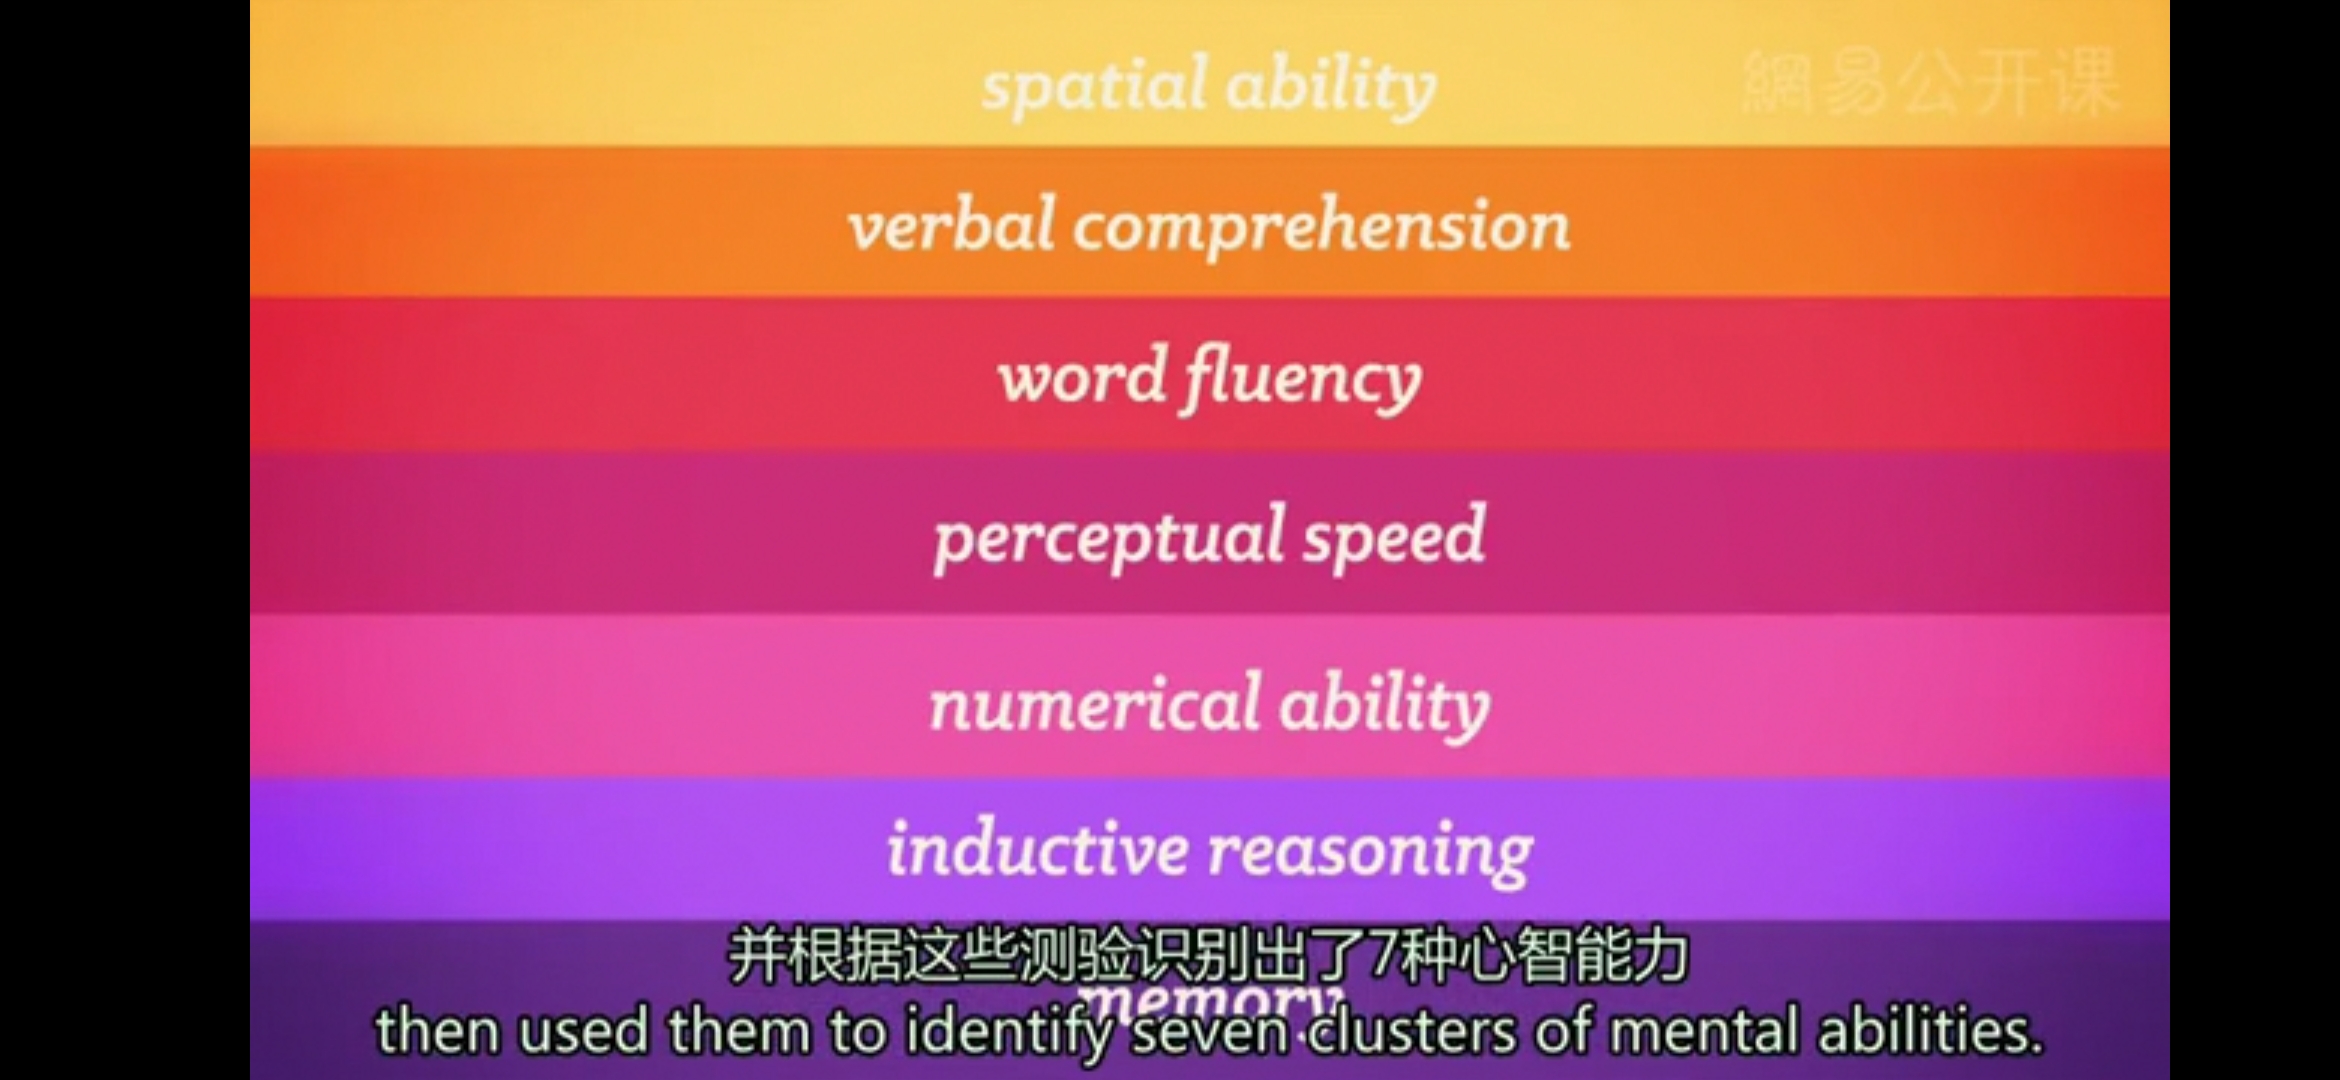 spatial ability
網易公开课
verbal comprehension
word fluency
perceptual speed
numerical ability
inductive reasoning
并根据这些测验识别出了7种心智能力
memory
then used them to identify seven clusters of mental abilities.